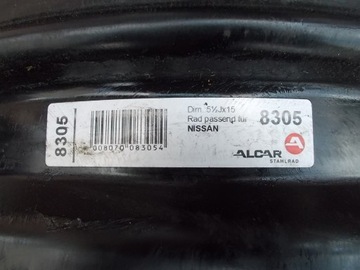 8305
Dim. 5½Jx15
Rad passend für
NISSAN
8305
008070 083054
ALCAR
STAHLRAD